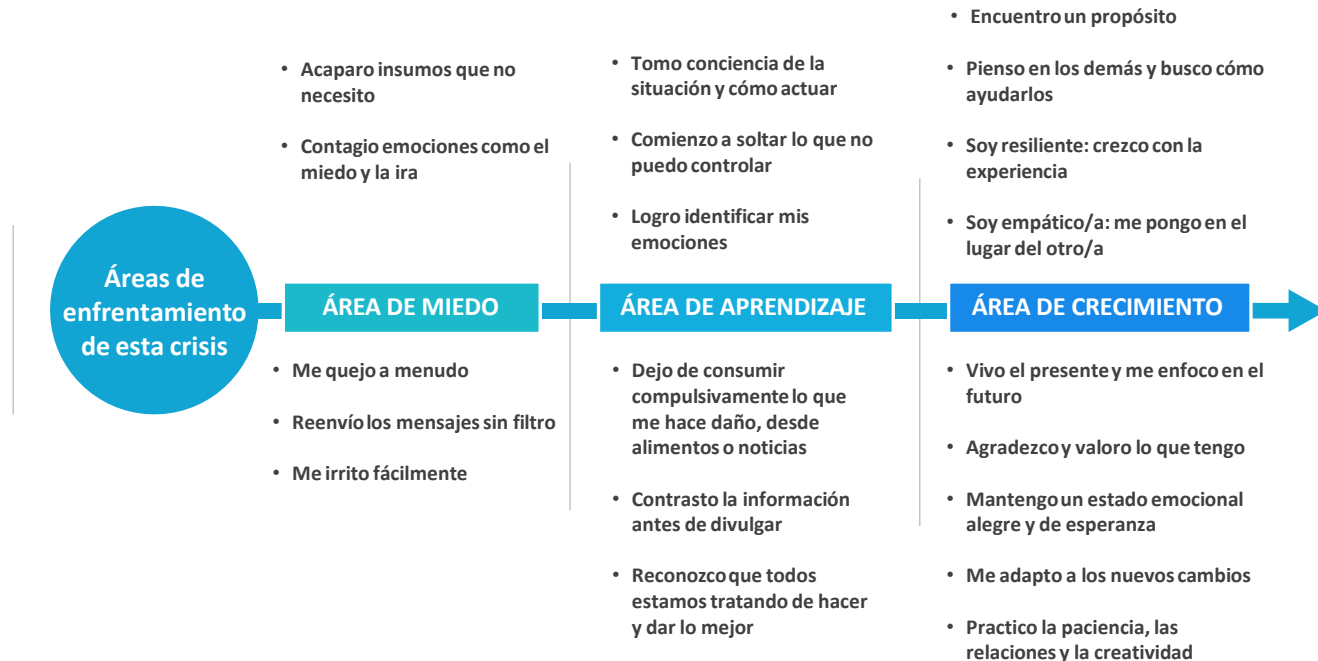 Áreas de
enfrentamiento
de esta crisis
• Acaparo insumos que no
necesito
• Contagio emociones como el
miedo y la ira
ÁREA DE MIEDO
• Me quejo a menudo
• Reenvío los mensajes sin filtro
• Me irrito fácilmente
• Tomo conciencia de la
situación y cómo actuar
• Comienzo a soltar lo que no
puedo controlar
• Logro identificar mis
emociones
ÁREA DE APRENDIZAJE
• Dejo de consumir
compulsivamente lo que
me hace daño, desde
alimentos o noticias
• Contrasto la información
antes de divulgar
• Reconozco que todos
estamos tratando de hacer
y dar lo mejor
• Encuentro un propósito
• Pienso en los demás y busco cómo
ayudarlos
• Soy resiliente: crezco con la
experiencia
• Soy empático/a: me pongo en el
lugar del otro/a
ÁREA DE CRECIMIENTO
• Vivo el presente y me enfoco en el
futuro
• Agradezco y valoro lo que tengo
• Mantengo un estado emocional
alegre y de esperanza
• Me adapto a los nuevos cambios
• Practico la paciencia, las
relaciones y la creatividad